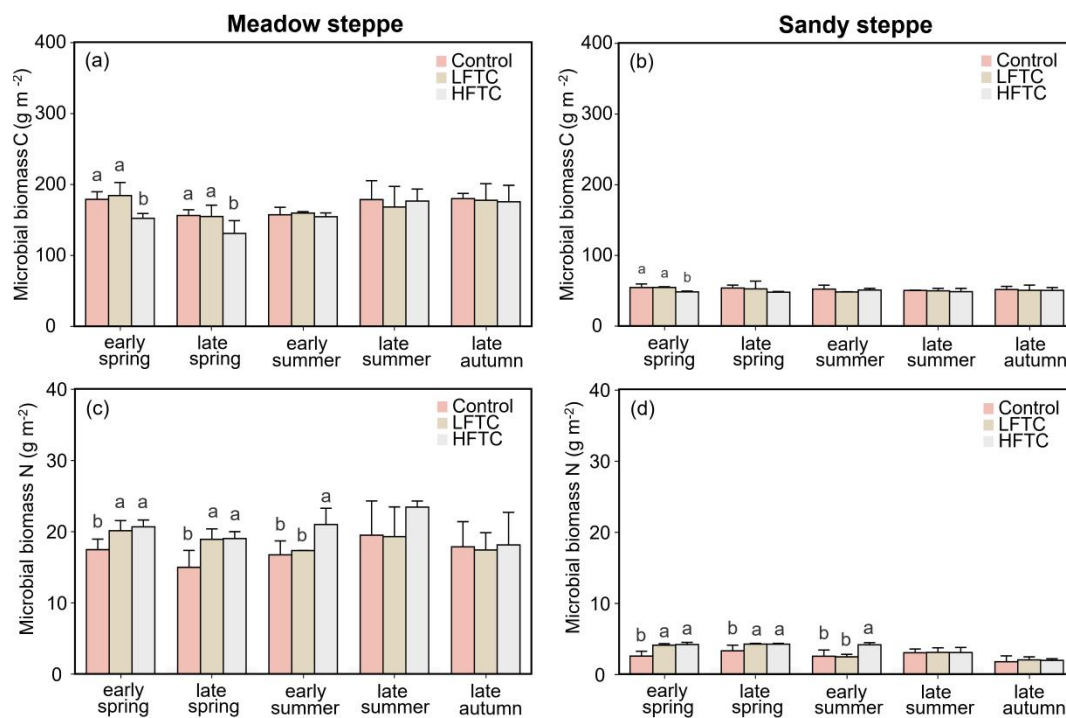 Meadow steppe
Sandy steppe
(a)
Control
LFTC
HFTC
Microbial biomass C (g m-2)
400
300
200
100
0
a a b
a a b
early spring
late spring
early summer
late summer
late autumn
(b)
Control
LFTC
HFTC
Microbial biomass C (g m-2)
400
300
200
100
0
a a b
early spring
late spring
early summer
late summer
late autumn
(c)
Control
LFTC
HFTC
Microbial biomass N (g m-2)
40
30
20
10
0
b a a
b a a
b b a
early spring
late spring
early summer
late summer
late autumn
(d)
Control
LFTC
HFTC
Microbial biomass N (g m-2)
40
30
20
10
0
b a a
b a a
b b a
early spring
late spring
early summer
late summer
late autumn